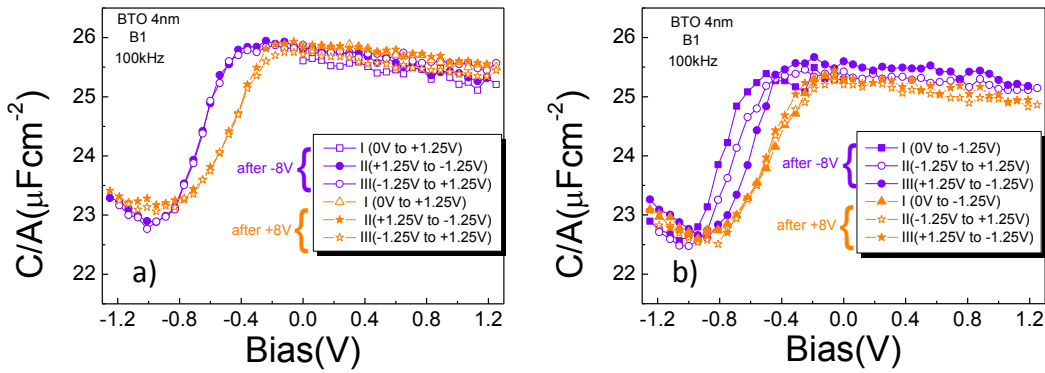 BTO 4nm
B1
100kHz
C/A(μFcm-2)
26
25
24
23
22
after -8V
after +8V
I (0V to +1.25V)
II(+1.25V to -1.25V)
III(-1.25V to +1.25V)
I (0V to +1.25V)
II(+1.25V to -1.25V)
III(-1.25V to +1.25V)
a)
-1.2 -0.8 -0.4 0.0 0.4 0.8 1.2
Bias(V)
BTO 4nm
B1
100kHz
C/A(μFcm-2)
26
25
24
23
22
after -8V
after +8V
I (0V to -1.25V)
II(-1.25V to +1.25V)
III(+1.25V to -1.25V)
I (0V to -1.25V)
II(-1.25V to +1.25V)
III(+1.25V to -1.25V)
b)
-1.2 -0.8 -0.4 0.0 0.4 0.8 1.2
Bias(V)